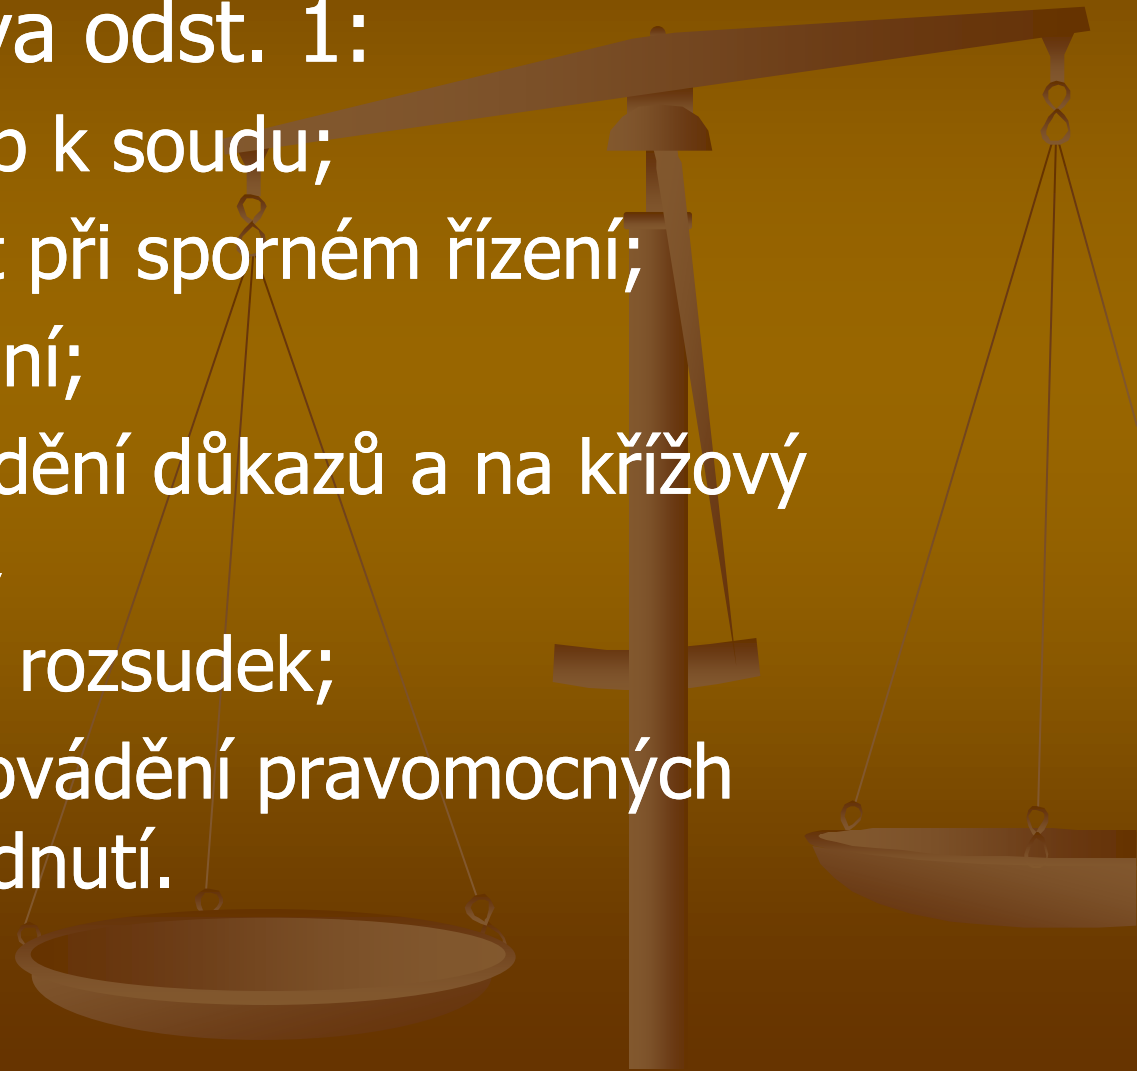 va odst. 1:
p k soudu;
t při sporném řízení;
ní;
dění důkazů a na křížový
rozsudek;
ovádění pravomocných
dnutí.